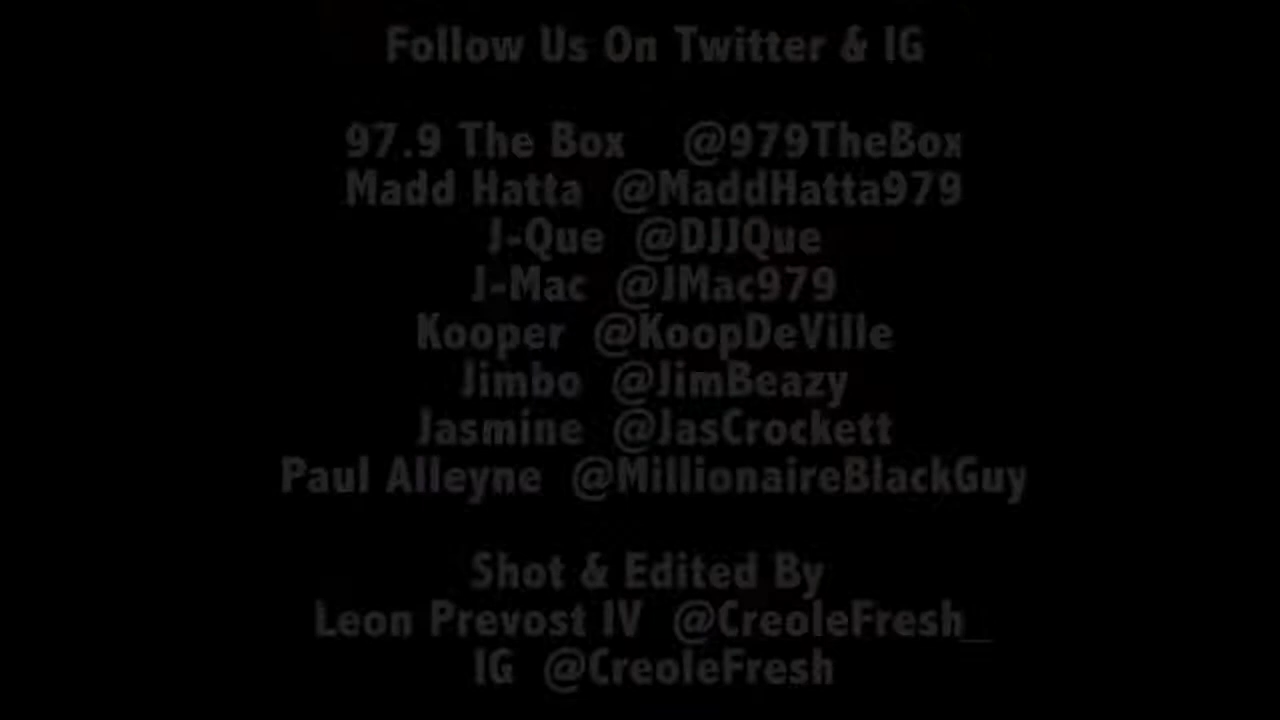 Follow Us On Twitter & IG
97.9 The Box @979TheBox
Madd Hatta @MaddHatta979
J-Que @DJJQue
J-Mac @JMac979
Kooper @KoopDeVille
Jimbo @JimBeazy
Jasmine @JasCrockett
Paul Alleyne @MillionaireBlackGuy
Shot & Edited By
Leon Prevost IV @CreoleFresh_
IG @CreoleFresh